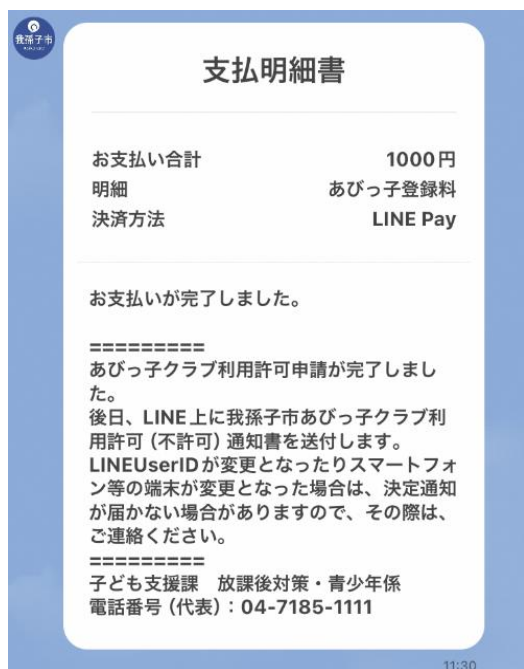 我孫子市
支払明細書
お支払い合計 1000円
明細 あびっ子登録料
決済方法 LINE Pay
お支払いが完了しました。
=========
あびっ子クラブ利用許可申請が完了しまし
た。
後日、LINE上に我孫子市あびっ子クラブ利
用許可（不許可）通知書を送付します。
LINEUserIDが変更となったりスマートフォ
ン等の端末が変更となった場合は、決定通知
が届かない場合がありますので、その際は、
ご連絡ください。
=========
子ども支援課　放課後対策・青少年係
電話番号（代表）：04-7185-1111
11:30